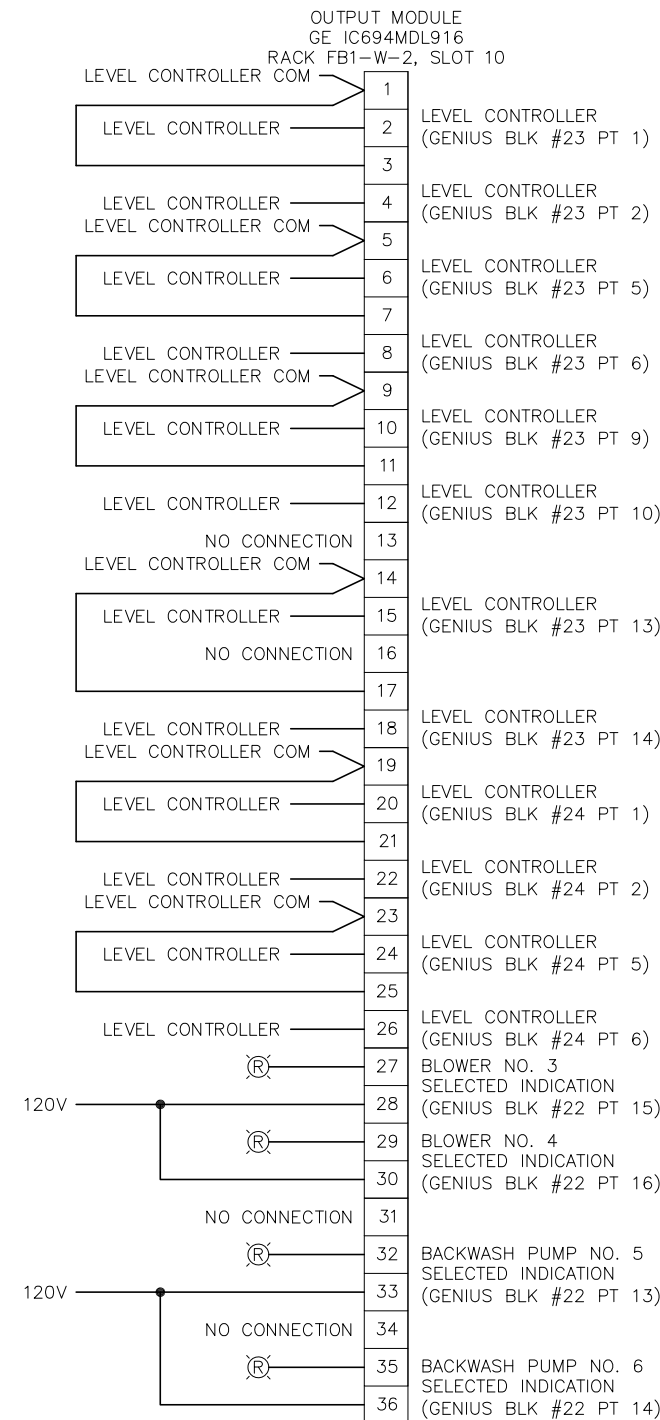 OUTPUT MODULE
GE IC694MDL916
RACK FB1-W-2, SLOT 10
LEVEL CONTROLLER COM
1
LEVEL CONTROLLER
2
LEVEL CONTROLLER
(GENIUS BLK #23 PT 1)
3
LEVEL CONTROLLER
4
LEVEL CONTROLLER
(GENIUS BLK #23 PT 2)
LEVEL CONTROLLER COM
5
LEVEL CONTROLLER
6
LEVEL CONTROLLER
(GENIUS BLK #23 PT 5)
7
LEVEL CONTROLLER
8
LEVEL CONTROLLER
(GENIUS BLK #23 PT 6)
LEVEL CONTROLLER COM
9
LEVEL CONTROLLER
10
LEVEL CONTROLLER
(GENIUS BLK #23 PT 9)
11
LEVEL CONTROLLER
12
LEVEL CONTROLLER
(GENIUS BLK #23 PT 10)
NO CONNECTION
13
LEVEL CONTROLLER COM
14
LEVEL CONTROLLER
15
LEVEL CONTROLLER
(GENIUS BLK #23 PT 13)
NO CONNECTION
16
17
LEVEL CONTROLLER
18
LEVEL CONTROLLER
(GENIUS BLK #23 PT 14)
LEVEL CONTROLLER COM
19
LEVEL CONTROLLER
20
LEVEL CONTROLLER
(GENIUS BLK #24 PT 1)
21
LEVEL CONTROLLER
22
LEVEL CONTROLLER
(GENIUS BLK #24 PT 2)
LEVEL CONTROLLER COM
23
LEVEL CONTROLLER
24
LEVEL CONTROLLER
(GENIUS BLK #24 PT 5)
25
LEVEL CONTROLLER
26
LEVEL CONTROLLER
(GENIUS BLK #24 PT 6)
R
27
BLOWER NO. 3
SELECTED INDICATION
(GENIUS BLK #22 PT 15)
120V
28
R
29
BLOWER NO. 4
SELECTED INDICATION
(GENIUS BLK #22 PT 16)
30
NO CONNECTION
31
R
32
BACKWASH PUMP NO. 5
SELECTED INDICATION
(GENIUS BLK #22 PT 13)
120V
33
NO CONNECTION
34
R
35
BACKWASH PUMP NO. 6
SELECTED INDICATION
(GENIUS BLK #22 PT 14)
36